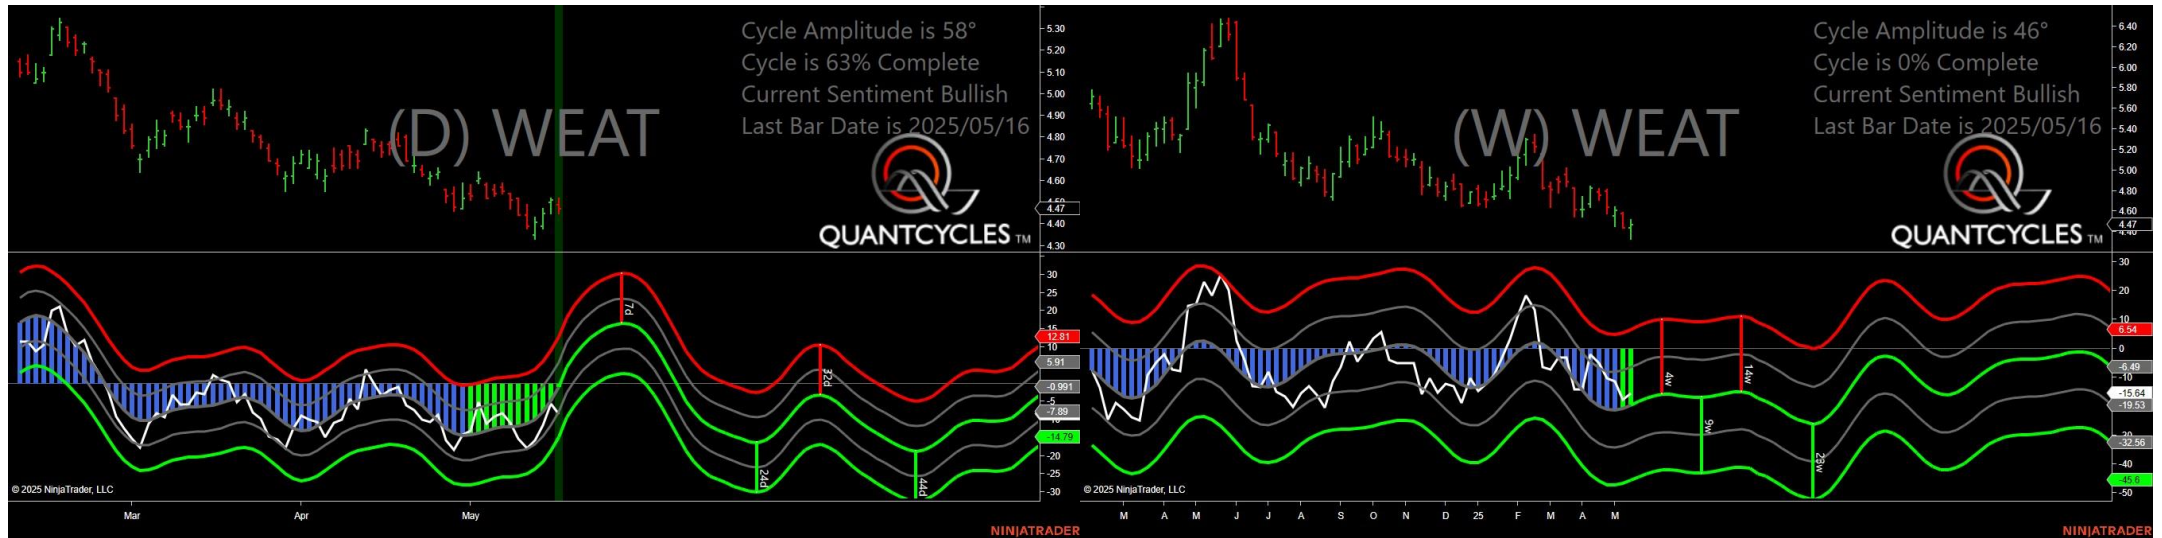 Cycle Amplitude is 58°
Cycle is 63% Complete
Current Sentiment Bullish
Last Bar Date is 2025/05/16
(D) WEAT
QUANTCYCLES TM
5.30
5.20
5.10
5.00
4.90
4.80
4.70
4.60
4.50
4.47
4.40
4.30
30
25
20
15
12.81
10
5.91
-0.991
-5
-7.89
-10
-14.79
-20
-25
-30
7d
24d
32d
44d
© 2025 NinjaTrader, LLC
Mar
Apr
May
NINJATRADER
Cycle Amplitude is 46°
Cycle is 0% Complete
Current Sentiment Bullish
Last Bar Date is 2025/05/16
(W) WEAT
QUANTCYCLES TM
6.40
6.20
6.00
5.80
5.60
5.40
5.20
5.00
4.80
4.60
4.47
4.40
30
20
10
6.54
0
-6.49
-10
-15.64
-19.53
-32.56
-40
-45.6
-50
4w
9w
14w
© 2025 NinjaTrader, LLC
M
A
M
J
J
A
S
O
N
D
25
F
M
A
M
NINJATRADER